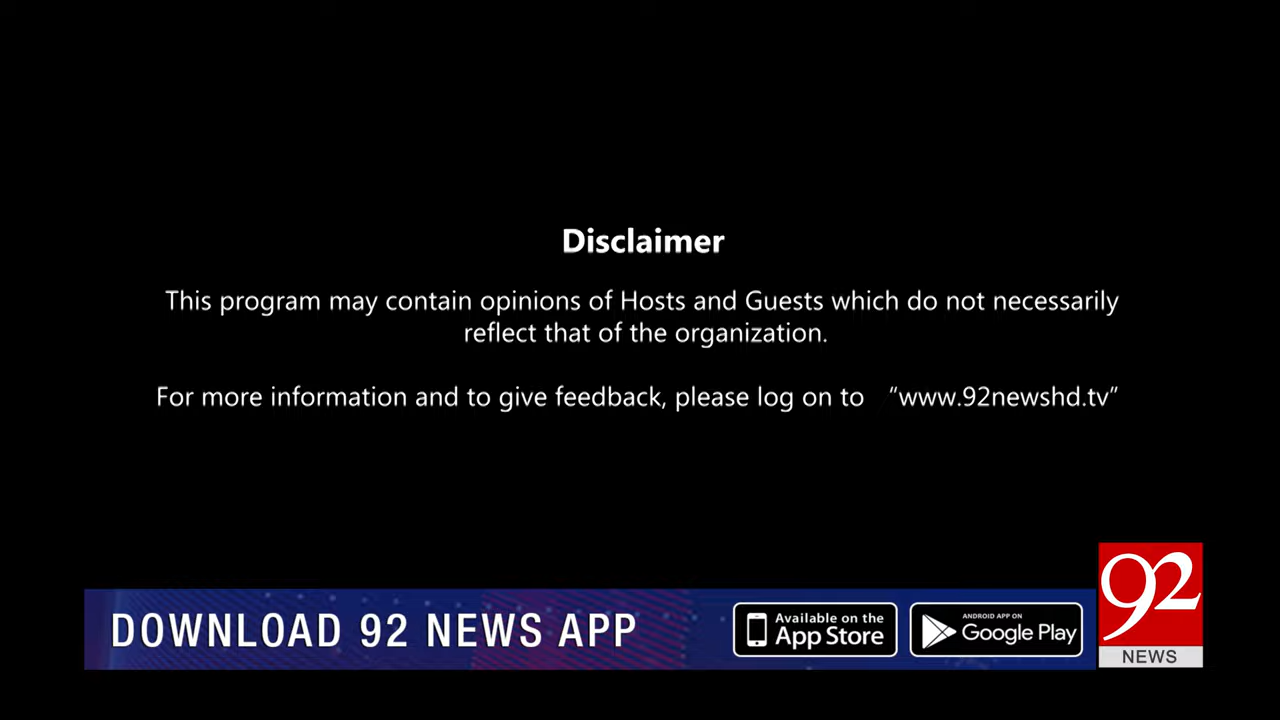 Disclaimer
This program may contain opinions of Hosts and Guests which do not necessarily
reflect that of the organization.
For more information and to give feedback, please log on to “www.92newshd.tv”
DOWNLOAD 92 NEWS APP
Available on the
App Store
ANDROID APP ON
Google Play
92
NEWS